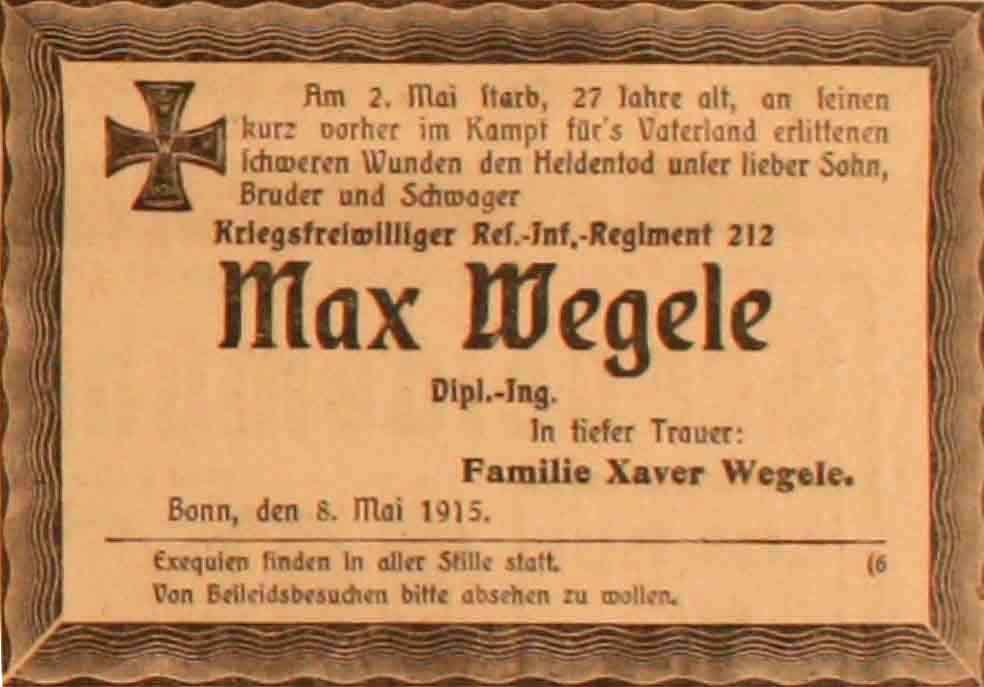 Am 2. Mai starb, 27 Jahre alt, an seinen
kurz vorher im Kampf für's Vaterland erlittenen
schweren Wunden den Heldentod unser lieber Sohn,
Bruder und Schwager
Kriegsfreiwilliger Res.-Inf.-Regiment 212
Max Wegele
Dipl.-Ing.
In tiefer Trauer:
Familie Xaver Wegele.
Bonn, den 8. Mai 1915.
Exequien finden in aller Stille statt. (6
Von Beileidsbesuchen bitte absehen zu wollen.